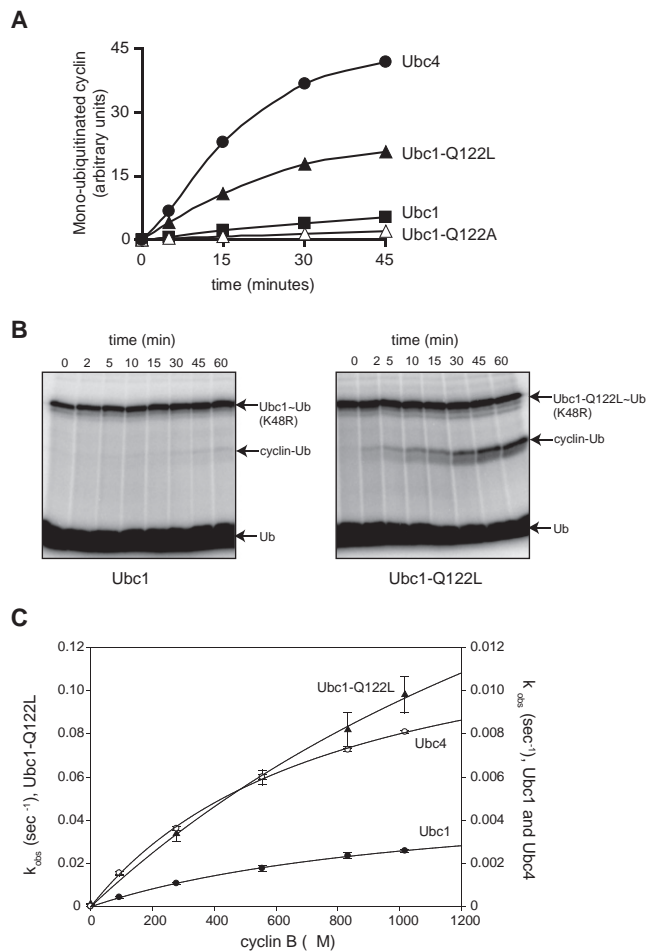 A
Mono-ubiquitinated cyclin
(arbitrary units)
45
30
15
0
0
15
30
45
time (minutes)
Ubc4
Ubc1-Q122L
Ubc1
Ubc1-Q122A
B
time (min)
0 2 5 10 15 30 45 60
Ubc1~Ub
(K48R)
cyclin-Ub
Ub
Ubc1
time (min)
0 2 5 10 15 30 45 60
Ubc1-Q122L~Ub
(K48R)
cyclin-Ub
Ub
Ubc1-Q122L
C
k obs (sec -1), Ubc1-Q122L
0.12
0.10
0.08
0.06
0.04
0.02
0
Ubc1-Q122L
Ubc4
Ubc1
0.012
0.010
0.008
0.006
0.004
0.002
0
k obs (sec-1), Ubc1 and Ubc4
0 200 400 600 800 1000 1200
cyclin B ( M)